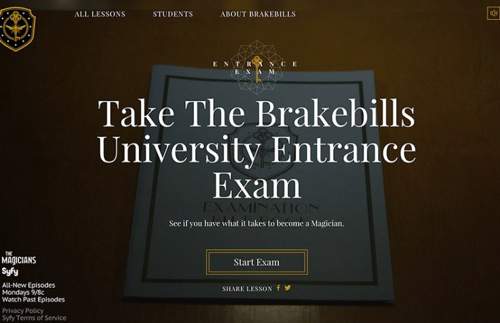 ALL LESSONS STUDENTS ABOUT BRAKEBILLS
ENTRANCE
EXAM
Take The Brakebills
University Entrance
Exam
EXAMINATION
See if you have what it takes to become a Magician.
Start Exam
SHARE LESSON
THE
MAGICIANS
Syfy
All-New Episodes
Mondays 9/8c
Watch Past Episodes
Privacy Policy
Syfy Terms of Service